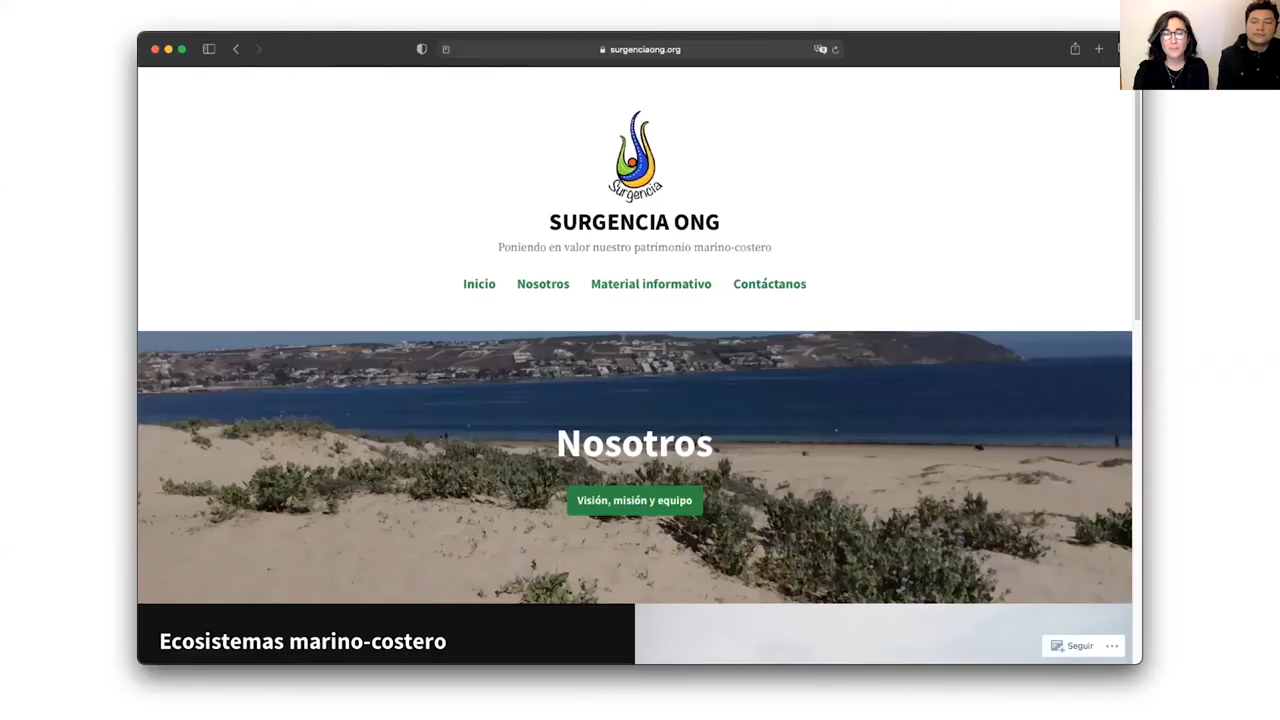 surgenciaong.org
Surgencia
SURGENCIA ONG
Poniendo en valor nuestro patrimonio marino-costero
Inicio Nosotros Material informativo Contáctanos
Nosotros
Visión, misión y equipo
Ecosistemas marino-costero
Seguir